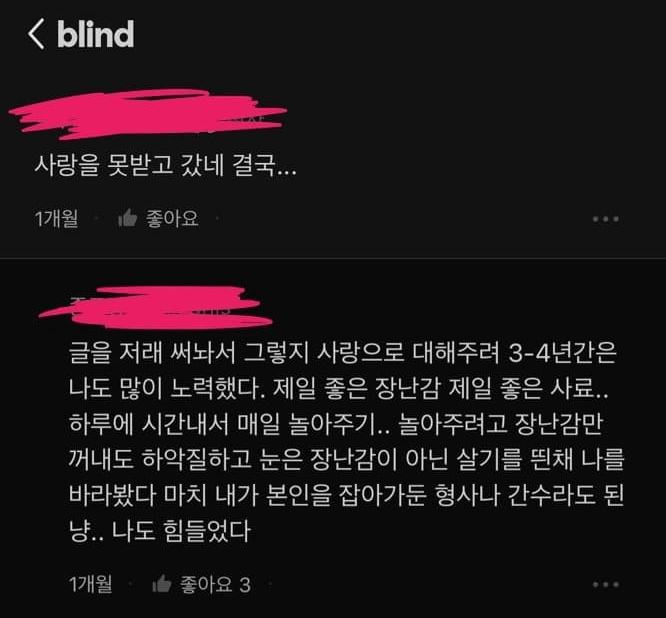 blind
사랑을 못받고 갔네 결국...
1개월 · 좋아요 ·
글을 저래 써놔서 그렇지 사랑으로 대해주려 3-4년간은
나도 많이 노력했다. 제일 좋은 장난감 제일 좋은 사료..
하루에 시간내서 매일 놀아주기.. 놀아주려고 장난감만
꺼내도 하악질하고 눈은 장난감이 아닌 살기를 띈채 나를
바라봤다 마치 내가 본인을 잡아가둔 형사나 간수라도 된
냥.. 나도 힘들었다
1개월 · 좋아요 3 ·